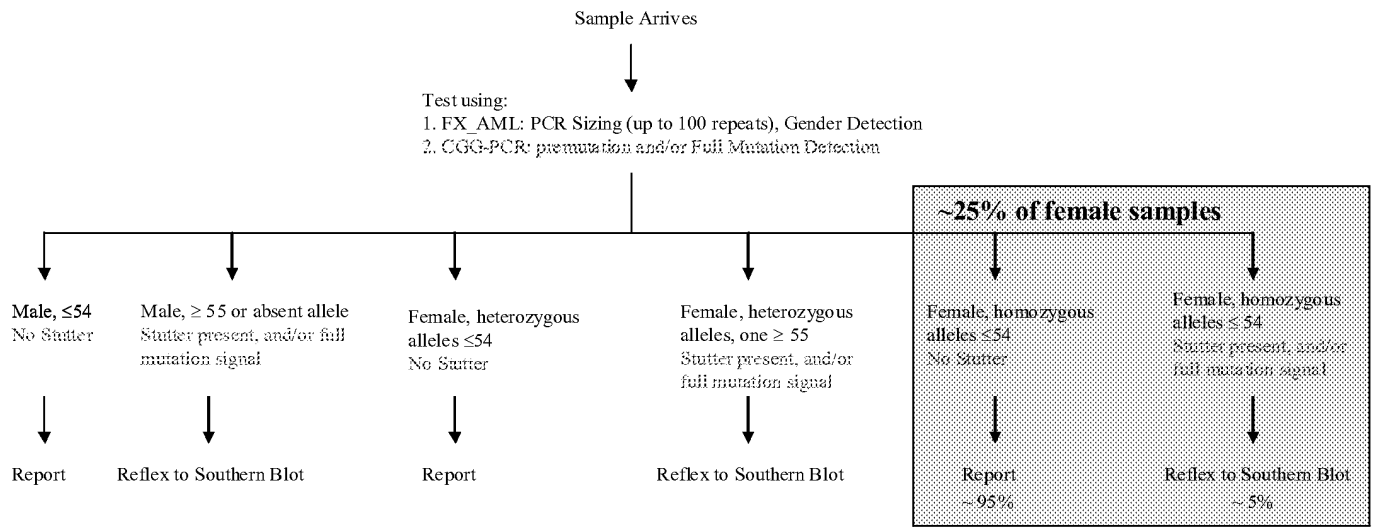 Sample Arrives
Test using:
1. FX_AML: PCR Sizing (up to 100 repeats), Gender Detection
2. CGG-PCR: premutation and/or Full Mutation Detection
~25% of female samples
Male, ≤54
No Stutter
Male, ≥ 55 or absent allele
Stutter present, and/or full
mutation signal
Female, heterozygous
alleles ≤54
No Stutter
Female, heterozygous
alleles, one ≥ 55
Stutter present, and/or
full mutation signal
Female, homozygous
alleles ≤54
No Stutter
Female, homozygous
alleles ≤ 54
Stutter present, and/or
full mutation signal
Report
Reflex to Southern Blot
Report
Reflex to Southern Blot
Report
~95%
Reflex to Southern Blot
~ 5%